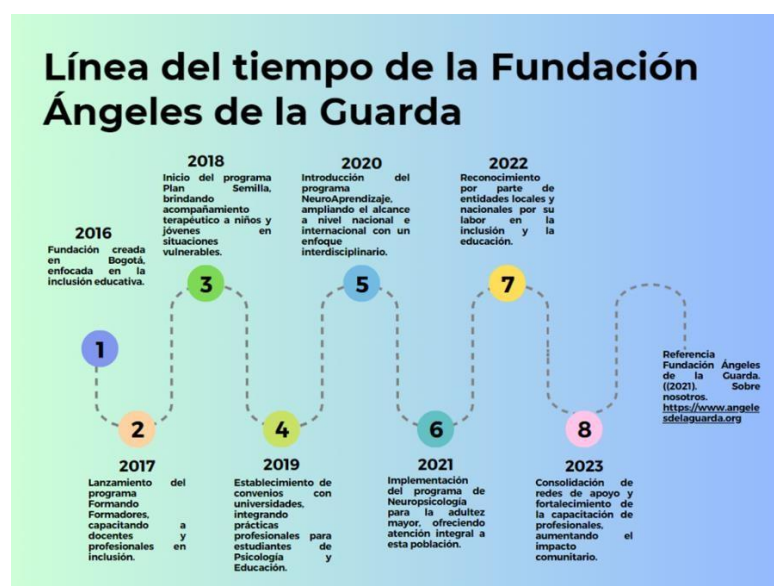 Línea del tiempo de la Fundación
Ángeles de la Guarda
2016
Fundación creada
en Bogotá,
enfocada en la
inclusión educativa.
1
2
2017
Lanzamiento del
programa
Formando
Formadores,
capacitando a
docentes y
profesionales en
inclusión.
2018
Inicio del programa
Plan Semilla,
brindando
acompañamiento
terapéutico a niños y
jóvenes en
situaciones
vulnerables.
3
4
2019
Establecimiento de
convenios con
universidades,
integrando
prácticas
profesionales para
estudiantes de
Psicología y
Educación.
2020
Introducción del
programa
NeuroAprendizaje,
ampliando el alcance
a nivel nacional e
internacional con un
enfoque
interdisciplinario.
5
6
2021
Implementación
del programa de
Neuropsicología
para la adultez
mayor, ofreciendo
atención integral a
esta población.
2022
Reconocimiento
por parte de
entidades locales y
nacionales por su
labor en la
inclusión y la
educación.
7
8
2023
Consolidación de
redes de apoyo y
fortalecimiento de
la capacitación de
profesionales,
aumentando el
impacto
comunitario.
Referencia
Fundación Ángeles
de la Guarda.
((2021). Sobre
nosotros.
https://www.angele
sdelaguarda.org